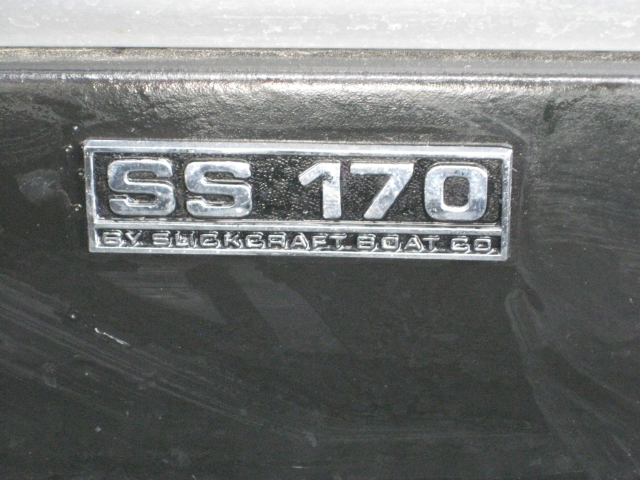 SS 170
BY SLICKCRAFT BOAT CO.